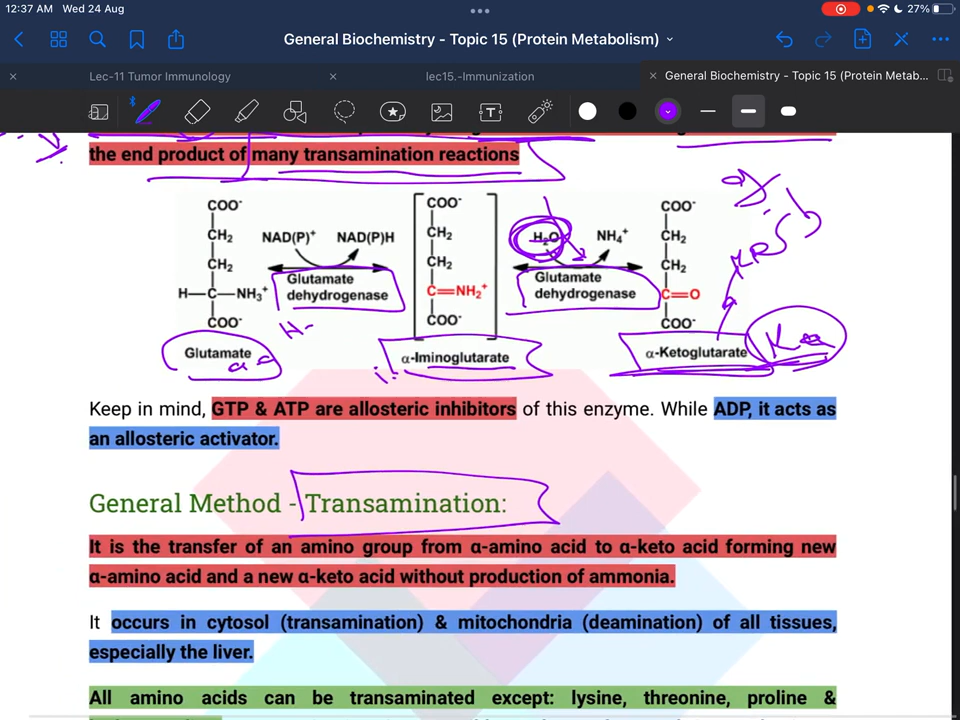 12:37 AM Wed 24 Aug
27%
General Biochemistry - Topic 15 (Protein Metabolism)
Lec-11 Tumor Immunology
lec15.-Immunization
General Biochemistry - Topic 15 (Protein Metab...
the end product of many transamination reactions
COO-
CH2
CH2
H-C-NH3+
COO-
Glutamate
NAD(P)+ NAD(P)H
Glutamate
dehydrogenase
COO-
CH2
CH2
C=NH2+
COO-
α-Iminoglutarate
H2O NH4+
Glutamate
dehydrogenase
COO-
CH2
CH2
C=O
COO-
α-Ketoglutarate
Keep in mind, GTP & ATP are allosteric inhibitors of this enzyme. While ADP, it acts as
an allosteric activator.
General Method - Transamination:
It is the transfer of an amino group from α-amino acid to α-keto acid forming new
α-amino acid and a new α-keto acid without production of ammonia.
It occurs in cytosol (transamination) & mitochondria (deamination) of all tissues,
especially the liver.
All amino acids can be transaminated except: lysine, threonine, proline &